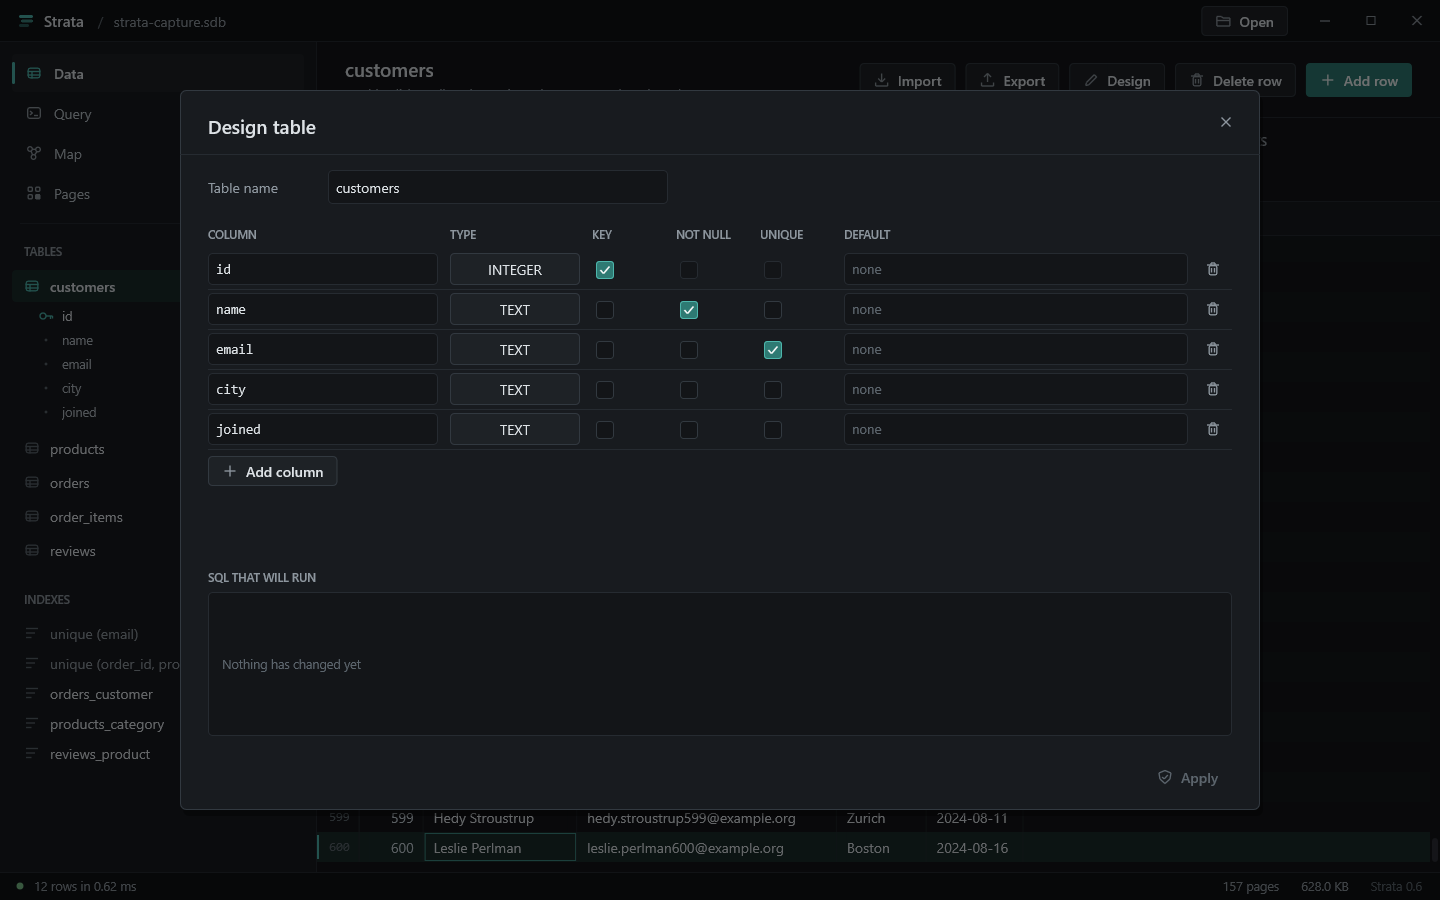 Strata / strata-capture.sdb
Open
Data
Query
Map
Pages
TABLES
customers
id
name
email
city
joined
products
orders
order_items
reviews
INDEXES
unique (email)
unique (order_id, pro
orders_customer
products_category
reviews_product
customers
Import
Export
Design
Delete row
Add row
Design table
Table name
customers
COLUMN TYPE KEY NOT NULL UNIQUE DEFAULT
id INTEGER none
name TEXT none
email TEXT none
city TEXT none
joined TEXT none
Add column
SQL THAT WILL RUN
Nothing has changed yet
Apply
599 599 Hedy Stroustrup hedy.stroustrup599@example.org Zurich 2024-08-11
600 600 Leslie Perlman leslie.perlman600@example.org Boston 2024-08-16
12 rows in 0.62 ms
157 pages 628.0 KB Strata 0.6